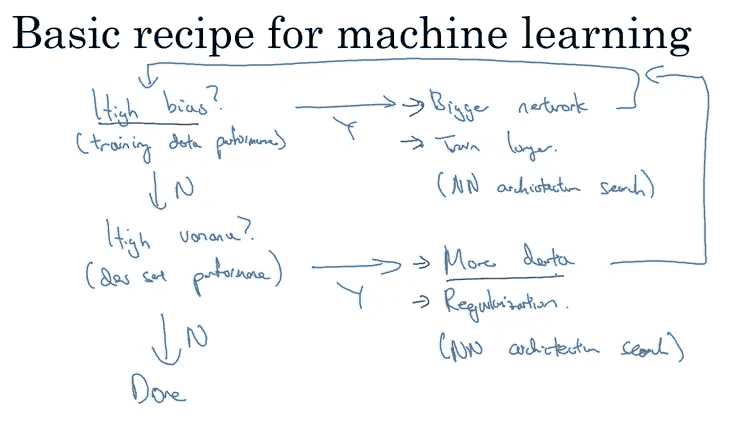 Basic recipe for machine learning
High bias? Y → Bigger network
(training data performance) → Train longer.
N (NN architecture search)
High variance?
(dev set performance) Y → More data
→ Regularization.
N (NN architecture search)
Done